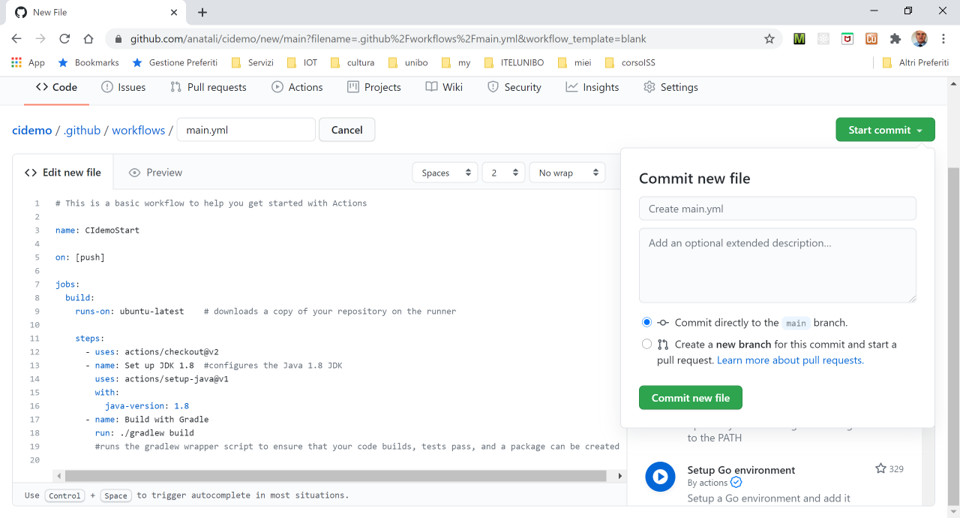 New File
github.com/anatali/cidemo/new/main?filename=.github%2Fworkflows%2Fmain.yml&workflow_template=blank
App Bookmarks Gestione Preferiti Servizi IOT cultura unibo my ITELUNIBO miei corsoISS Altri Preferiti
Code Issues Pull requests Actions Projects Wiki Security Insights Settings
cidemo / .github / workflows / main.yml Cancel Start commit
Edit new file Preview Spaces 2 No wrap
1 # This is a basic workflow to help you get started with Actions
2
3 name: CIdemoStart
4
5 on: [push]
6
7 jobs:
8 build:
9 runs-on: ubuntu-latest # downloads a copy of your repository on the runner
10
11 steps:
12 - uses: actions/checkout@v2
13 - name: Set up JDK 1.8 #configures the Java 1.8 JDK
14 uses: actions/setup-java@v1
15 with:
16 java-version: 1.8
17 - name: Build with Gradle
18 run: ./gradlew build
19 #runs the gradlew wrapper script to ensure that your code builds, tests pass, and a package can be created
20
Use Control + Space to trigger autocomplete in most situations.
Commit new file
Create main.yml
Add an optional extended description...
Commit directly to the main branch.
Create a new branch for this commit and start a
pull request. Learn more about pull requests.
Commit new file
to the PATH
Setup Go environment 329
By actions
Setup a Go environment and add it